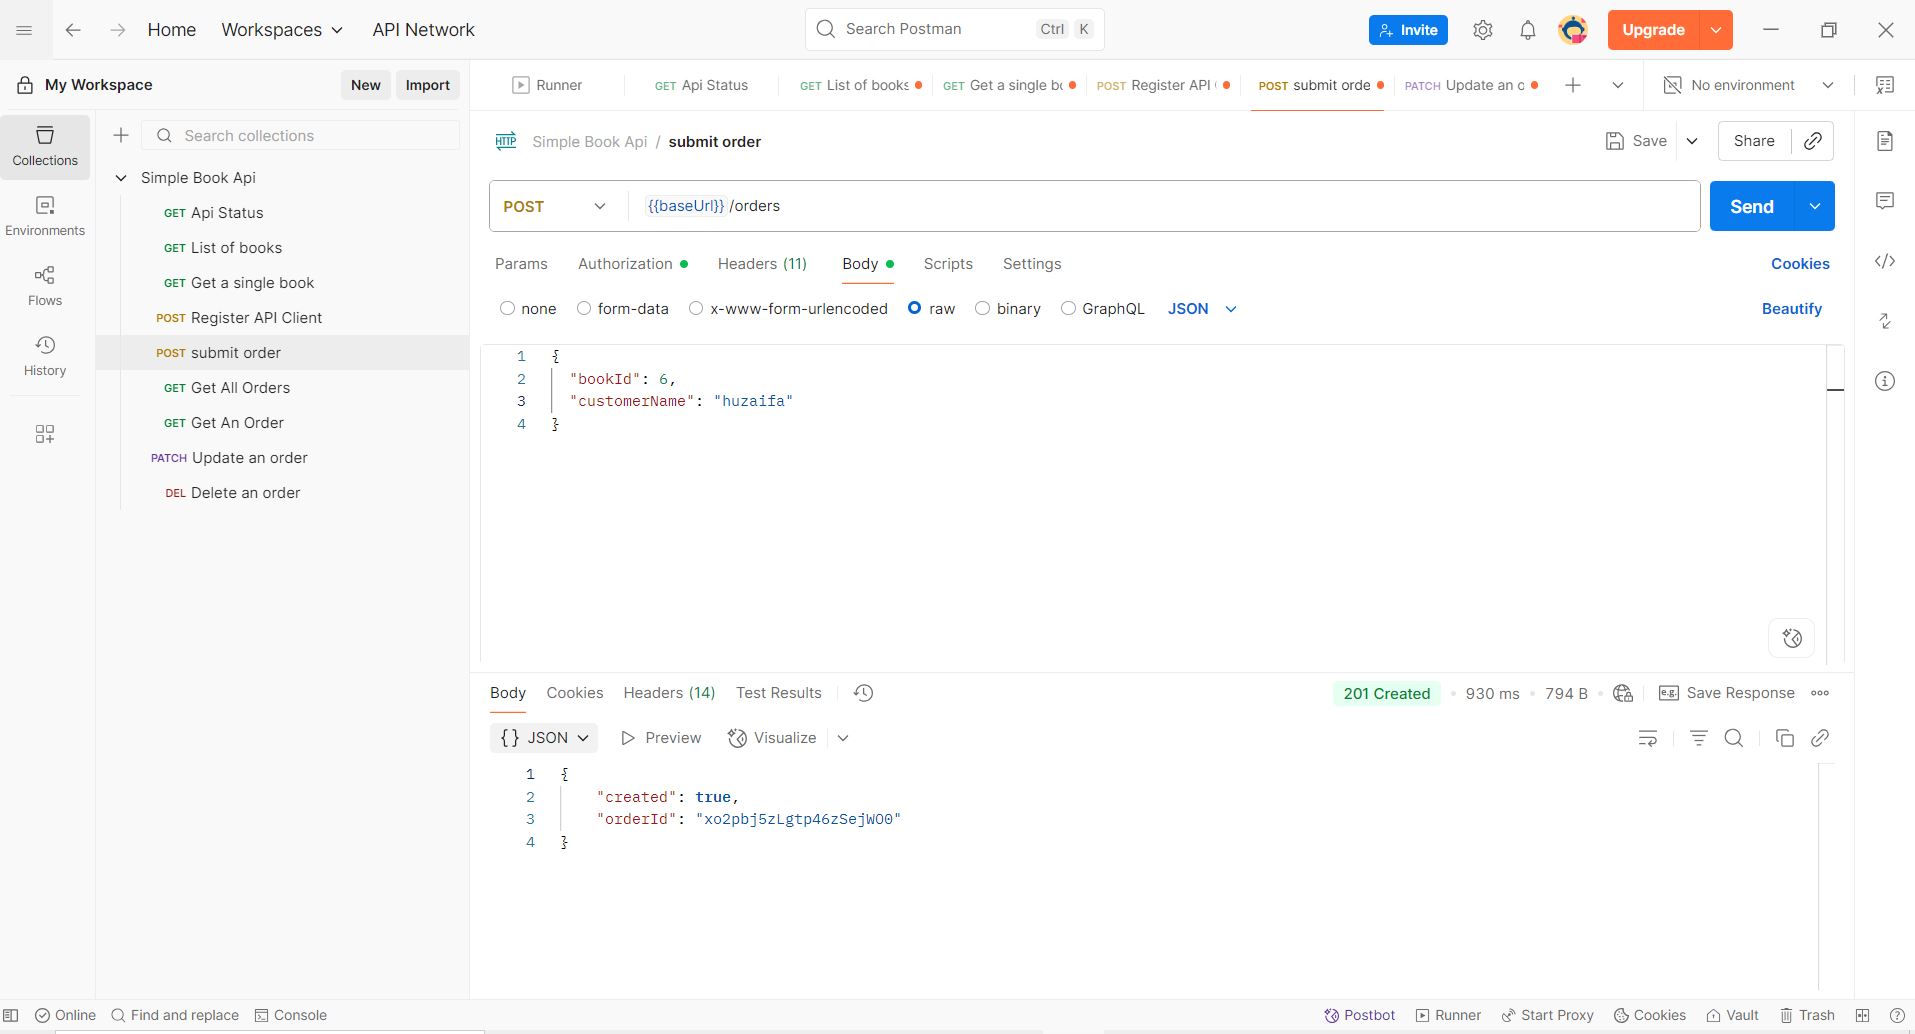 Home Workspaces API Network Search Postman Ctrl K Invite Upgrade
My Workspace New Import
Runner GET Api Status GET List of books GET Get a single bo POST Register API POST submit orde PATCH Update an o No environment
Collections
Environments
Flows
History
Search collections
Simple Book Api
GET Api Status
GET List of books
GET Get a single book
POST Register API Client
POST submit order
GET Get All Orders
GET Get An Order
PATCH Update an order
DEL Delete an order
HTTP Simple Book Api / submit order Save Share
POST {{baseUrl}} /orders Send
Params Authorization Headers (11) Body Scripts Settings Cookies
none form-data x-www-form-urlencoded raw binary GraphQL JSON Beautify
1 {
2 "bookId": 6,
3 "customerName": "huzaifa"
4 }
Body Cookies Headers (14) Test Results 201 Created 930 ms 794 B e.g. Save Response
{} JSON Preview Visualize
1 {
2 "created": true,
3 "orderId": "xo2pbj5zLgtp46zSejWO0"
4 }
Online Find and replace Console Postbot Runner Start Proxy Cookies Vault Trash